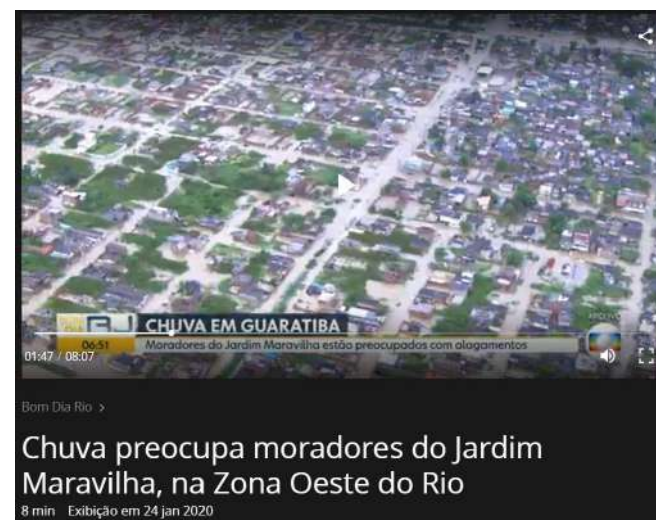 ARQUIVO
RJ
CHUVA EM GUARATIBA
06:51
Moradores do Jardim Maravilha estão preocupados com alagamentos
01:47 / 08:07
Bom Dia Rio >
Chuva preocupa moradores do Jardim
Maravilha, na Zona Oeste do Rio
8 min Exibição em 24 jan 2020